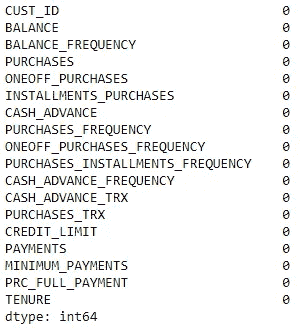 CUST_ID 0
BALANCE 0
BALANCE_FREQUENCY 0
PURCHASES 0
ONEOFF_PURCHASES 0
INSTALLMENTS_PURCHASES 0
CASH_ADVANCE 0
PURCHASES_FREQUENCY 0
ONEOFF_PURCHASES_FREQUENCY 0
PURCHASES_INSTALLMENTS_FREQUENCY 0
CASH_ADVANCE_FREQUENCY 0
CASH_ADVANCE_TRX 0
PURCHASES_TRX 0
CREDIT_LIMIT 0
PAYMENTS 0
MINIMUM_PAYMENTS 0
PRC_FULL_PAYMENT 0
TENURE 0
dtype: int64